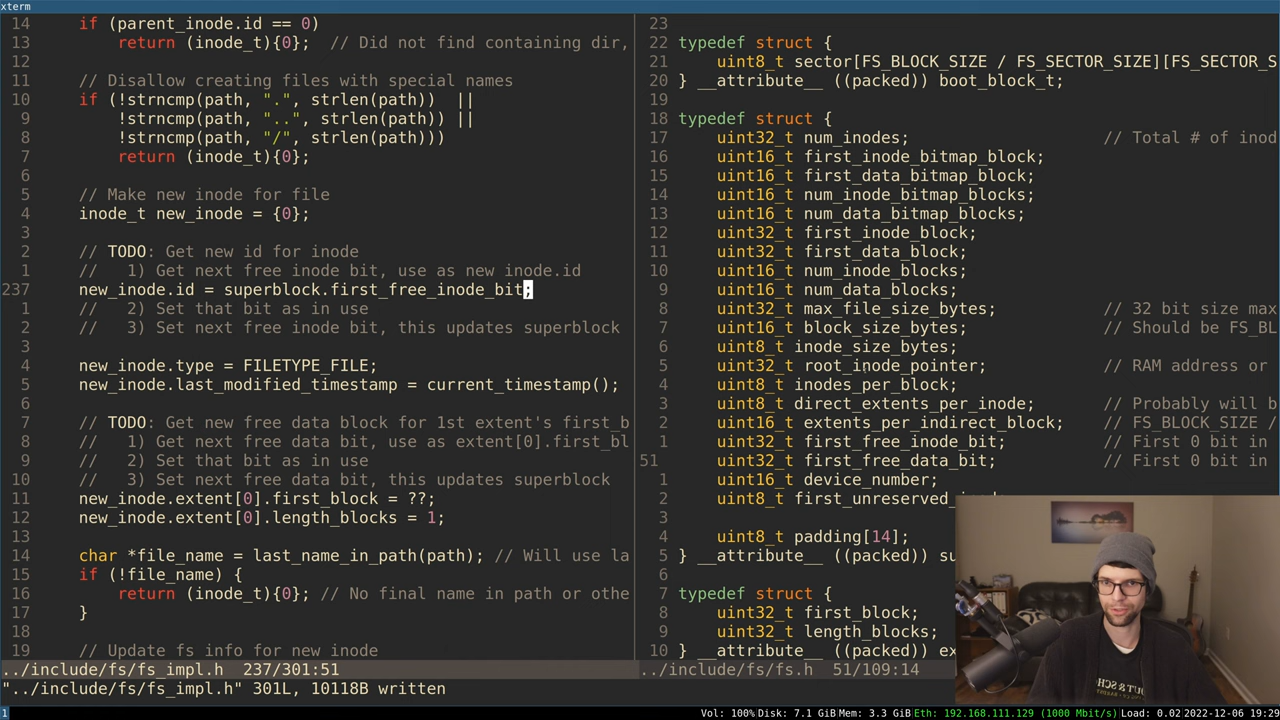 xterm
14 if (parent_inode.id == 0)
13 return (inode_t){0}; // Did not find containing dir,
12
11 // Disallow creating files with special names
10 if (!strncmp(path, ".", strlen(path)) ||
9 !strncmp(path, "..", strlen(path)) ||
8 !strncmp(path, "/", strlen(path)))
7 return (inode_t){0};
6
5 // Make new inode for file
4 inode_t new_inode = {0};
3
2 // TODO: Get new id for inode
1 // 1) Get next free inode bit, use as new inode.id
237 new_inode.id = superblock.first_free_inode_bit;
1 // 2) Set that bit as in use
2 // 3) Set next free inode bit, this updates superblock
3
4 new_inode.type = FILETYPE_FILE;
5 new_inode.last_modified_timestamp = current_timestamp();
6
7 // TODO: Get new free data block for 1st extent's first_b
8 // 1) Get next free data bit, use as extent[0].first_bl
9 // 2) Set that bit as in use
10 // 3) Set next free data bit, this updates superblock
11 new_inode.extent[0].first_block = ??;
12 new_inode.extent[0].length_blocks = 1;
13
14 char *file_name = last_name_in_path(path); // Will use la
15 if (!file_name) {
16 return (inode_t){0}; // No final name in path or othe
17 }
18
19 // Update fs info for new inode
../include/fs/fs_impl.h 237/301:51
"../include/fs/fs_impl.h" 301L, 10118B written
23
22 typedef struct {
21 uint8_t sector[FS_BLOCK_SIZE / FS_SECTOR_SIZE][FS_SECTOR_S
20 } __attribute__ ((packed)) boot_block_t;
19
18 typedef struct {
17 uint32_t num_inodes; // Total # of inod
16 uint16_t first_inode_bitmap_block;
15 uint16_t first_data_bitmap_block;
14 uint16_t num_inode_bitmap_blocks;
13 uint16_t num_data_bitmap_blocks;
12 uint32_t first_inode_block;
11 uint32_t first_data_block;
10 uint16_t num_inode_blocks;
9 uint16_t num_data_blocks;
8 uint32_t max_file_size_bytes; // 32 bit size max
7 uint16_t block_size_bytes; // Should be FS_BL
6 uint8_t inode_size_bytes;
5 uint32_t root_inode_pointer; // RAM address or
4 uint8_t inodes_per_block;
3 uint8_t direct_extents_per_inode; // Probably will b
2 uint16_t extents_per_indirect_block; // FS_BLOCK_SIZE /
1 uint32_t first_free_inode_bit; // First 0 bit in
51 uint32_t first_free_data_bit; // First 0 bit in
1 uint16_t device_number;
2 uint8_t first_unreserved_
3
4 uint8_t padding[14];
5 } __attribute__ ((packed)) su
6
7 typedef struct {
8 uint32_t first_block;
9 uint32_t length_blocks;
10 } __attribute__ ((packed)) ex
../include/fs/fs.h 51/109:14
1 Vol: 100% Disk: 7.1 GiB Mem: 3.3 GiB Eth: 192.168.111.129 (1000 Mbit/s) Load: 0.02 2022-12-06 19:29